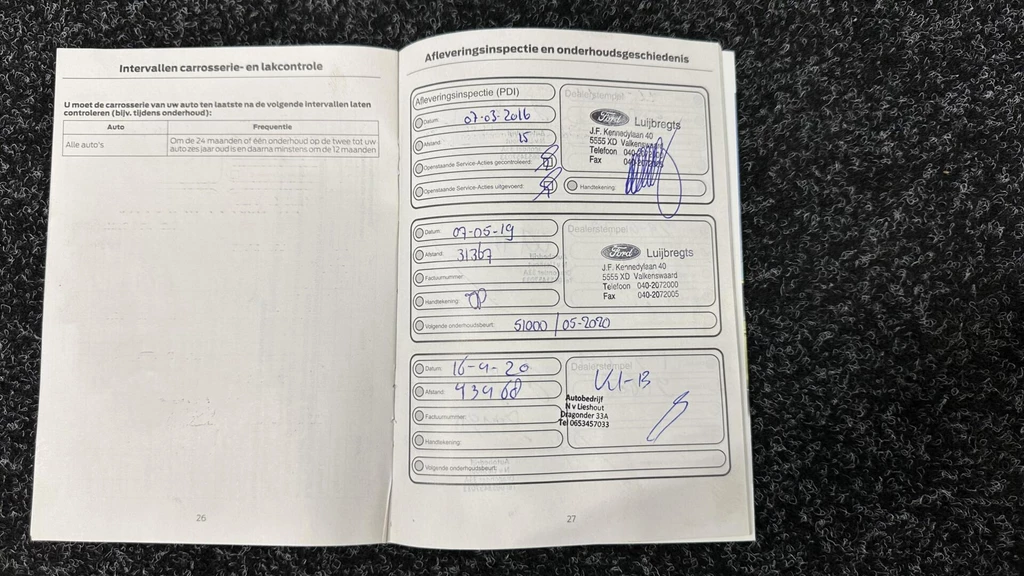 Intervallen carrosserie- en lakcontrole
U moet de carrosserie van uw auto ten laatste na de volgende intervallen laten
controleren (bijv. tijdens onderhoud):
Auto Frequentie
Alle auto's Om de 24 maanden of één onderhoud op de twee tot uw
auto zes jaar oud is en daarna minstens om de 12 maanden
26
Afleveringsinspectie en onderhoudsgeschiedenis
Afleveringsinspectie (PDI)
Dealerstempel
Datum: 07-03-2016
Afstand: 15
Openstaande Service-Acties gecontroleerd:
Openstaande Service-Acties uitgevoerd:
Ford Luijbregts
J.F. Kennedylaan 40
5555 XD Valkenswaard
Telefoon 040-
Fax
Handtekening:
Datum: 07-05-19
Afstand: 31367
Factuurnummer:
Handtekening:
Volgende onderhoudsbeurt: 51000 / 05-2020
Dealerstempel
Ford Luijbregts
J.F. Kennedylaan 40
5555 XD Valkenswaard
Telefoon 040-2072000
Fax 040-2072005
Datum: 16-4-20
Afstand: 43468
Factuurnummer:
Handtekening:
Volgende onderhoudsbeurt:
Dealerstempel
Autobedrijf
N v Lieshout
Dragonder 33A
Tel 0653457033
27